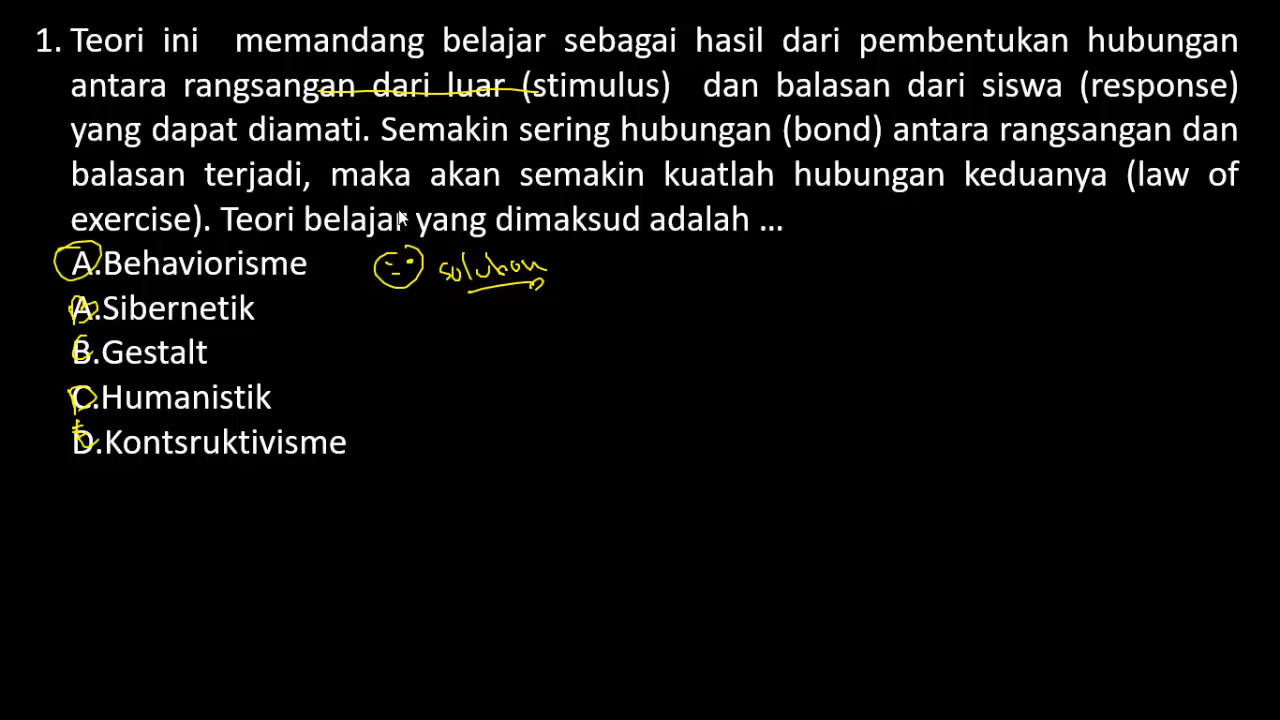 1. Teori ini memandang belajar sebagai hasil dari pembentukan hubungan
antara rangsangan dari luar (stimulus) dan balasan dari siswa (response)
yang dapat diamati. Semakin sering hubungan (bond) antara rangsangan dan
balasan terjadi, maka akan semakin kuatlah hubungan keduanya (law of
exercise). Teori belajar yang dimaksud adalah ...
A.Behaviorisme solution
A.Sibernetik
B.Gestalt
C.Humanistik
D.Kontsruktivisme